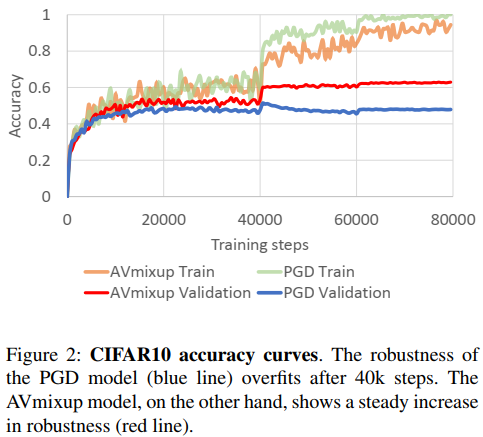 1
0.8
0.6
0.4
0.2
0
Accuracy
0 20000 40000 60000 80000
Training steps
AVmixup Train PGD Train
AVmixup Validation PGD Validation
Figure 2: CIFAR10 accuracy curves. The robustness of
the PGD model (blue line) overfits after 40k steps. The
AVmixup model, on the other hand, shows a steady increase
in robustness (red line).